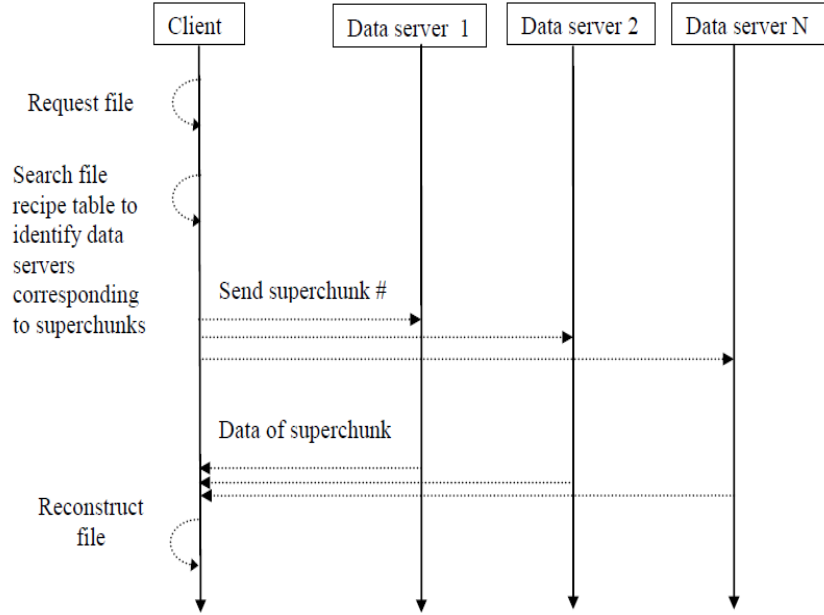 Client
Data server 1
Data server 2
Data server N
Request file
Search file
recipe table to
identify data
servers
corresponding
to superchunks
Send superchunk #
Data of superchunk
Reconstruct
file